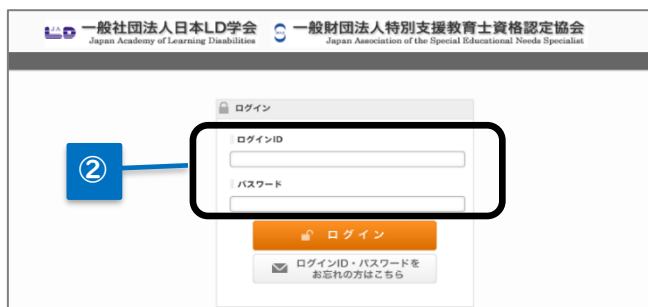 一般社団法人日本LD学会 一般財団法人特別支援教育士資格認定協会
Japan Academy of Learning Disabilities Japan Association of the Special Educational Needs Specialist
ログイン
ログインID
②
パスワード
ログイン
ログインID・パスワードを
お忘れの方はこちら